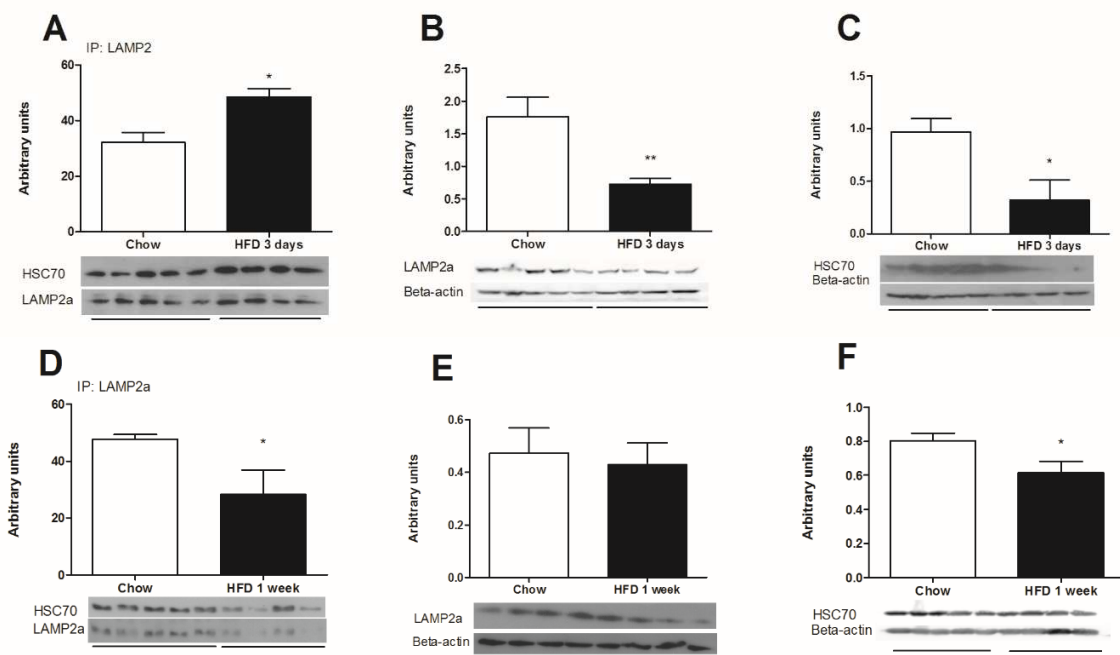 A
IP: LAMP2
Arbitrary units
60
40
20
0
Chow
HFD 3 days
*
HSC70
LAMP2a
B
Arbitrary units
2.5
2.0
1.5
1.0
0.5
0.0
Chow
HFD 3 days
**
LAMP2a
Beta-actin
C
Arbitrary units
1.5
1.0
0.5
0.0
Chow
HFD 3 days
*
HSC70
Beta-actin
D
IP: LAMP2a
Arbitrary units
60
40
20
0
Chow
HFD 1 week
*
HSC70
LAMP2a
E
Arbitrary units
0.6
0.4
0.2
0.0
Chow
HFD 1 week
LAMP2a
Beta-actin
F
Arbitrary units
1.0
0.8
0.6
0.4
0.2
0.0
Chow
HFD 1 week
*
HSC70
Beta-actin